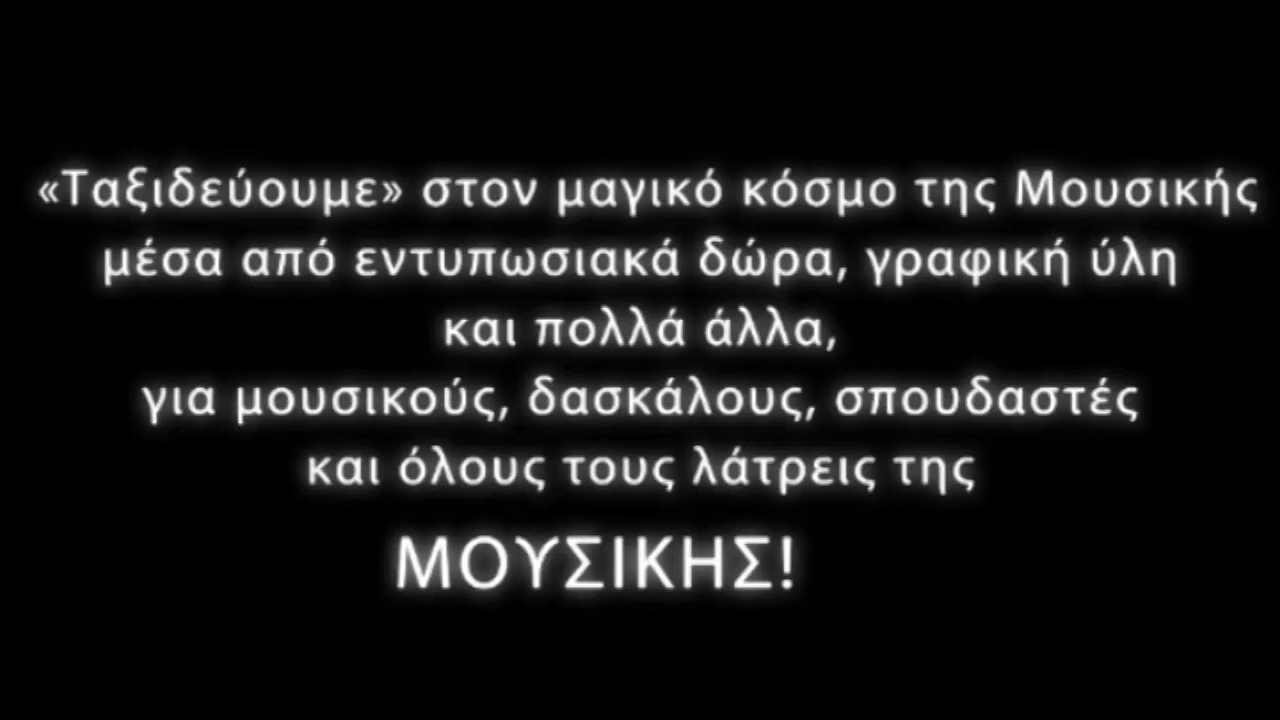 «Ταξιδεύουμε» στον μαγικό κόσμο της Μουσικής
μέσα από εντυπωσιακά δώρα, γραφική ύλη
και πολλά άλλα,
για μουσικούς, δασκάλους, σπουδαστές
και όλους τους λάτρεις της
ΜΟΥΣΙΚΗΣ!